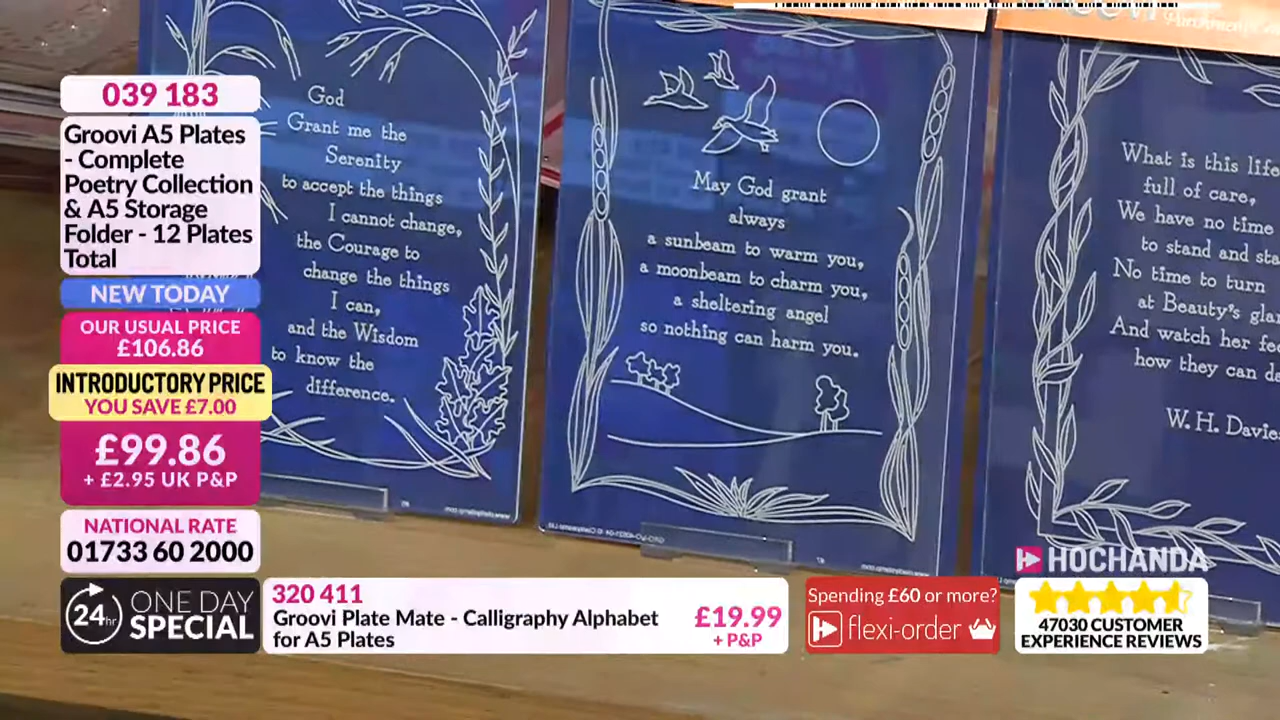 039 183
Groovi A5 Plates
- Complete
Poetry Collection
& A5 Storage
Folder - 12 Plates
Total
NEW TODAY
OUR USUAL PRICE
£106.86
INTRODUCTORY PRICE
YOU SAVE £7.00
£99.86
+ £2.95 UK P&P
NATIONAL RATE
01733 60 2000
24hr
ONE DAY
SPECIAL
320 411
Groovi Plate Mate - Calligraphy Alphabet
for A5 Plates
£19.99
+ P&P
Spending £60 or more?
flexi-order
HOCHANDA
47030 CUSTOMER
EXPERIENCE REVIEWS
God
Grant me the
Serenity
to accept the things
I cannot change,
the Courage to
change the things
I can,
and the Wisdom
to know the
difference.
May God grant
always
a sunbeam to warm you,
a moonbeam to charm you,
a sheltering angel
so nothing can harm you.
What is this life
full of care,
We have no time
to stand and sta
No time to turn
at Beauty's glan
And watch her fee
how they can da
W. H. Davie